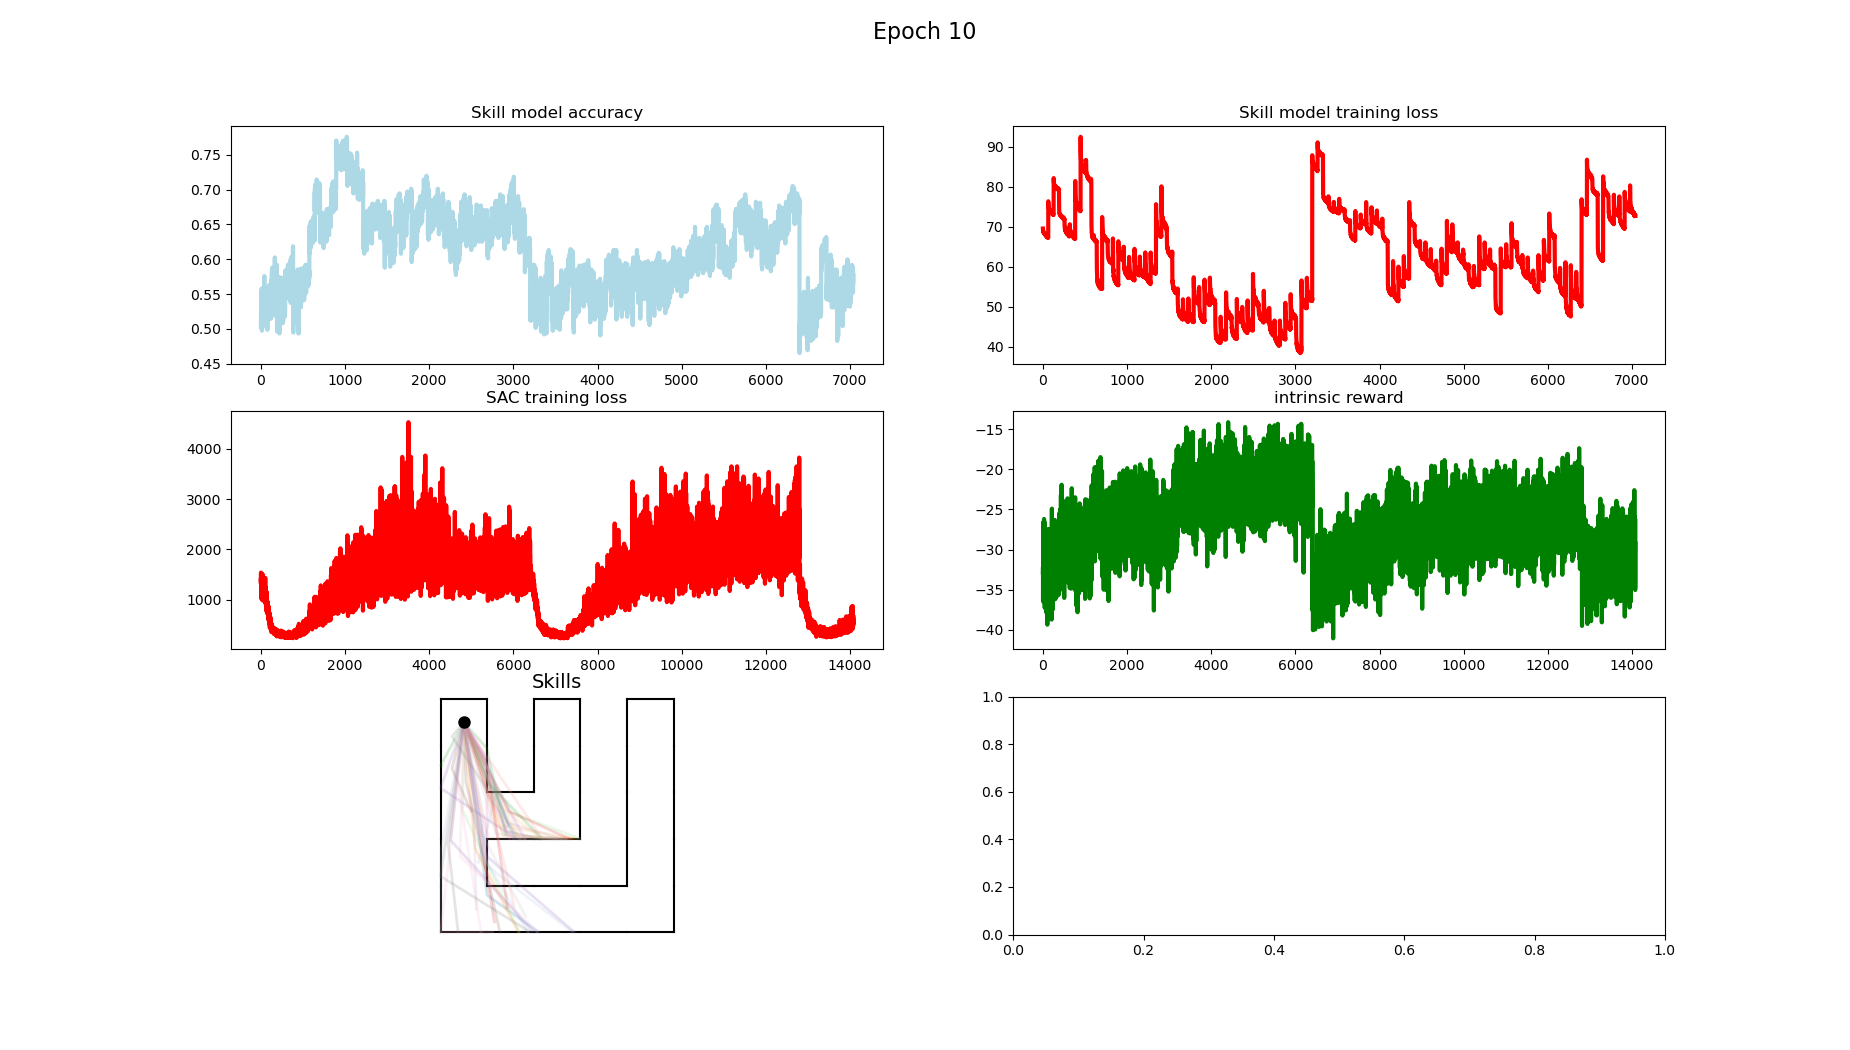 Epoch 10
Skill model accuracy
0.75
0.70
0.65
0.60
0.55
0.50
0.45
0 1000 2000 3000 4000 5000 6000 7000
Skill model training loss
90
80
70
60
50
40
0 1000 2000 3000 4000 5000 6000 7000
SAC training loss
4000
3000
2000
1000
0 2000 4000 6000 8000 10000 12000 14000
intrinsic reward
−15
−20
−25
−30
−35
−40
0 2000 4000 6000 8000 10000 12000 14000
Skills
1.0
0.8
0.6
0.4
0.2
0.0
0.0 0.2 0.4 0.6 0.8 1.0